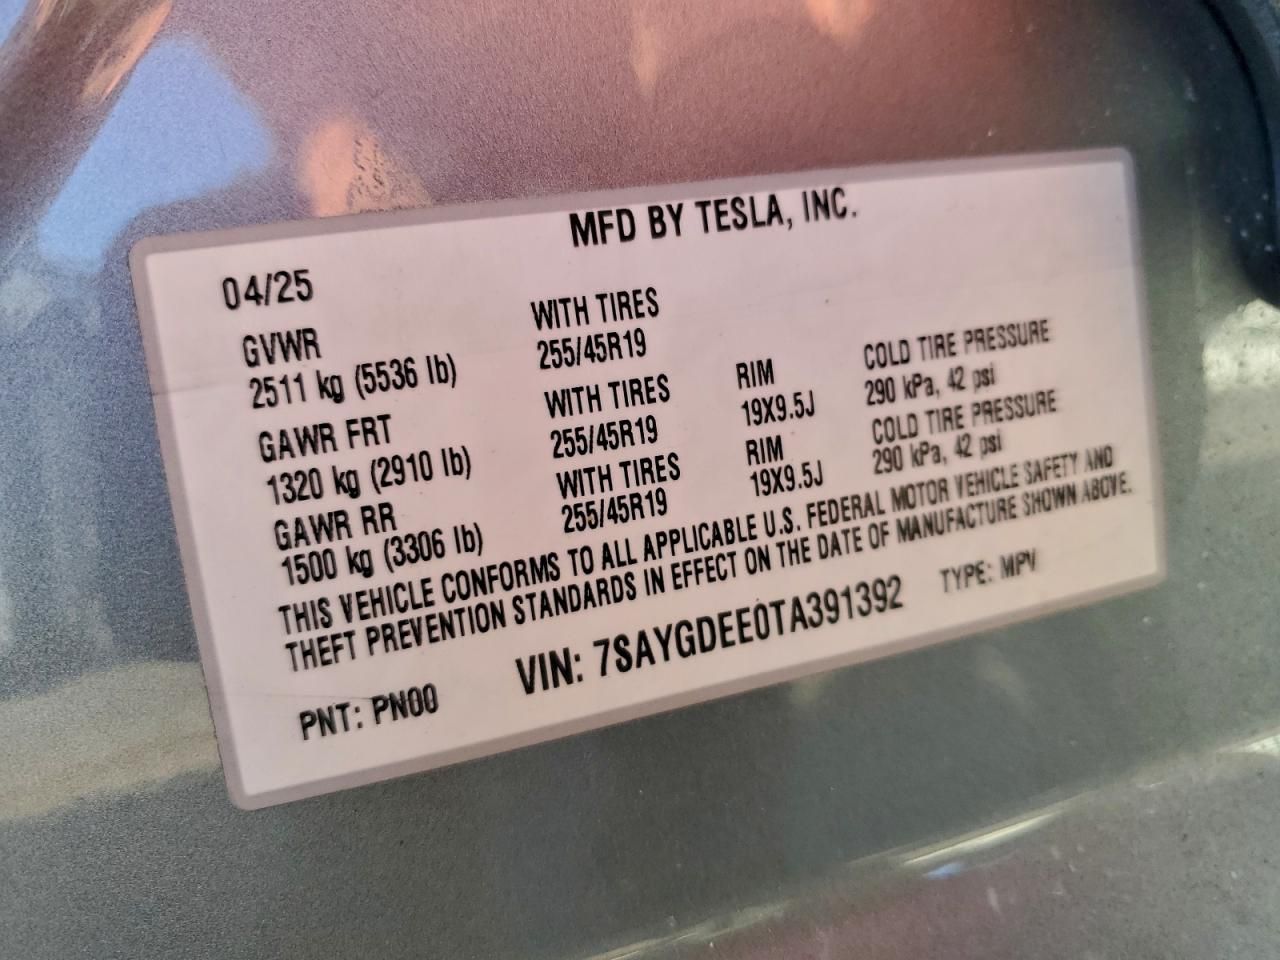 MFD BY TESLA, INC.
04/25
GVWR
2511 kg (5536 lb)
WITH TIRES
255/45R19
GAWR FRT
1320 kg (2910 lb)
WITH TIRES
255/45R19
RIM
19X9.5J
COLD TIRE PRESSURE
290 kPa, 42 psi
GAWR RR
1500 kg (3306 lb)
WITH TIRES
255/45R19
RIM
19X9.5J
COLD TIRE PRESSURE
290 kPa, 42 psi
THIS VEHICLE CONFORMS TO ALL APPLICABLE U.S. FEDERAL MOTOR VEHICLE SAFETY AND
THEFT PREVENTION STANDARDS IN EFFECT ON THE DATE OF MANUFACTURE SHOWN ABOVE.
PNT: PN00
VIN: 7SAYGDEE0TA391392
TYPE: MPV